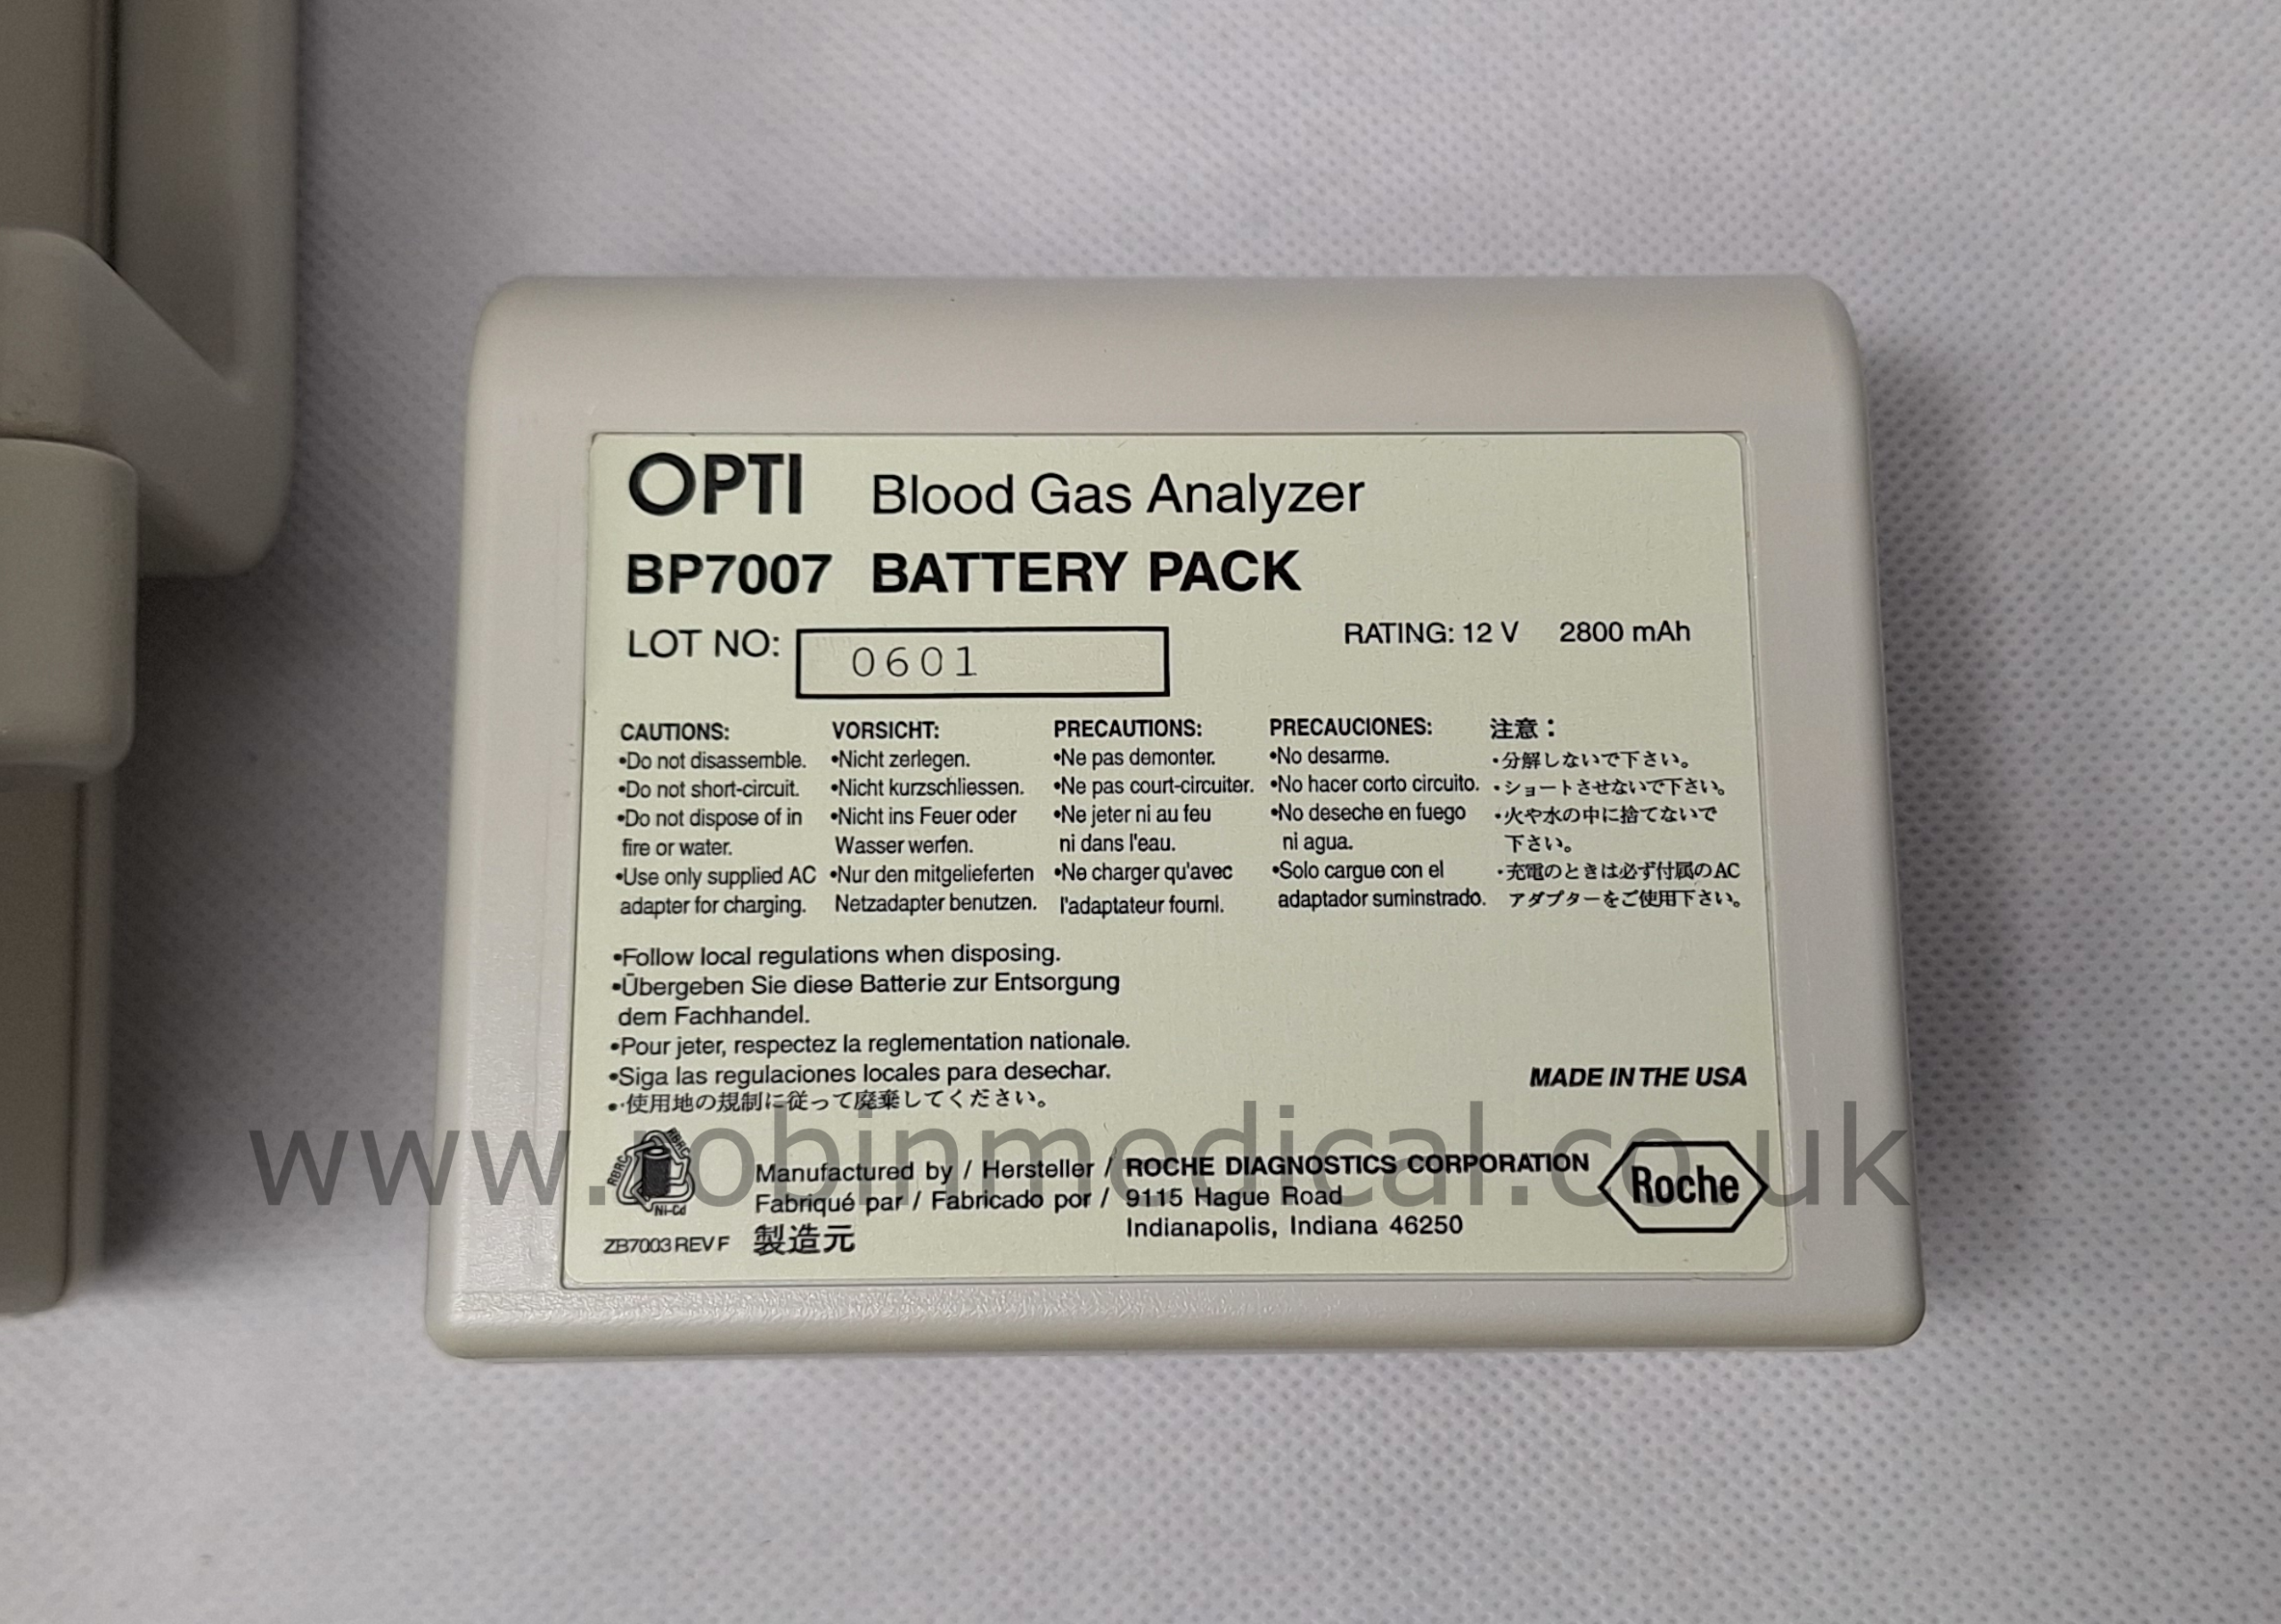 OPTI Blood Gas Analyzer
BP7007 BATTERY PACK
LOT NO: 0601
RATING: 12 V 2800 mAh
CAUTIONS:
•Do not disassemble.
•Do not short-circuit.
•Do not dispose of in
fire or water.
•Use only supplied AC
adapter for charging.
VORSICHT:
•Nicht zerlegen.
•Nicht kurzschliessen.
•Nicht ins Feuer oder
Wasser werfen.
•Nur den mitgelieferten
Netzadapter benutzen.
PRECAUTIONS:
•Ne pas demonter.
•Ne pas court-circuiter.
•Ne jeter ni au feu
ni dans l'eau.
•Ne charger qu'avec
l'adaptateur fourni.
PRECAUCIONES:
•No desarme.
•No hacer corto circuito.
•No deseche en fuego
ni agua.
•Solo cargue con el
adaptador suminstrado.
注意：
・分解しないで下さい。
・ショートさせないで下さい。
・火や水の中に捨てないで
下さい。
・充電のときは必ず付属のAC
アダプターをご使用下さい。
•Follow local regulations when disposing.
•Übergeben Sie diese Batterie zur Entsorgung
dem Fachhandel.
•Pour jeter, respectez la reglementation nationale.
•Siga las regulaciones locales para desechar.
•・使用地の規制に従って廃棄してください。
MADE IN THE USA
www.robinmedical.co.uk
RBRC
RBRC
Ni-Cd
ZB7003 REV F
Manufactured by / Hersteller / ROCHE DIAGNOSTICS CORPORATION
Fabriqué par / Fabricado por / 9115 Hague Road
製造元 Indianapolis, Indiana 46250
Roche